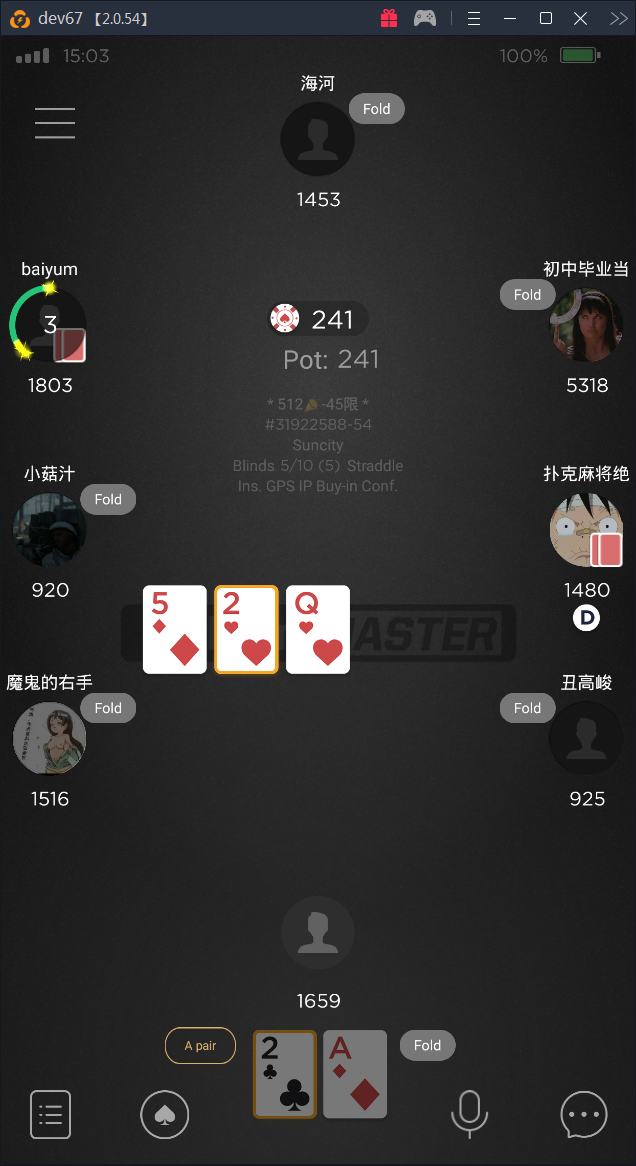 dev67 【2.0.54】
15:03
100%
海河
Fold
1453
baiyum
3
1803
241
Pot: 241
初中毕业当
Fold
5318
* 512 -45限 *
#31922588-54
Suncity
Blinds 5/10 (5) Straddle
Ins. GPS IP Buy-in Conf.
小菇汁
Fold
920
扑克麻将绝
1480
D
5
2
Q
MASTER
魔鬼的右手
Fold
1516
丑高峻
Fold
925
1659
A pair
2
A
Fold